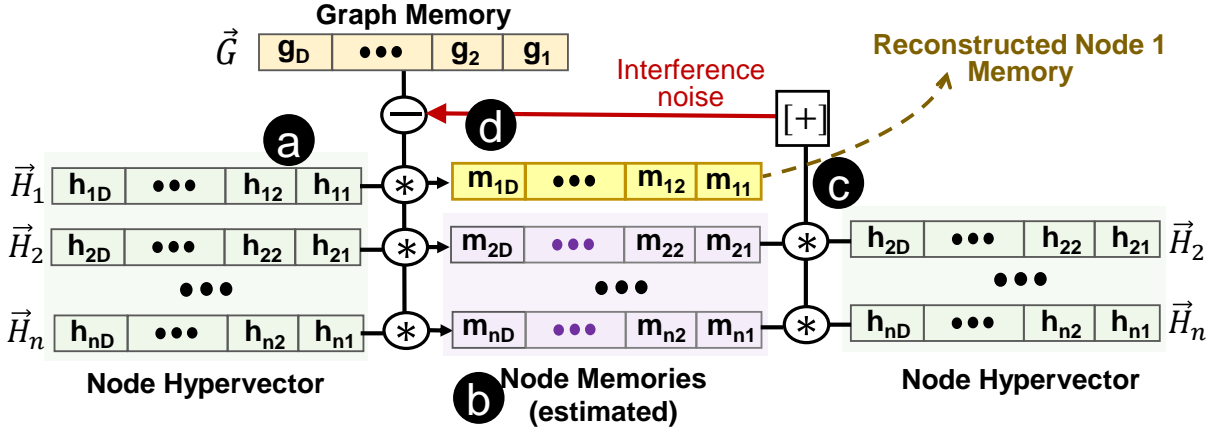 Graph Memory
G⃗ g_D ••• g_2 g_1
Reconstructed Node 1
Memory
Interference
noise
−
[+]
a
d
c
H⃗_1 h_1D ••• h_12 h_11 * m_1D ••• m_12 m_11
H⃗_2 h_2D ••• h_22 h_21 * m_2D ••• m_22 m_21 * h_2D ••• h_22 h_21 H⃗_2
••• ••• •••
H⃗_n h_nD ••• h_n2 h_n1 * m_nD ••• m_n2 m_n1 * h_nD ••• h_n2 h_n1 H⃗_n
Node Hypervector
b
Node Memories
(estimated)
Node Hypervector